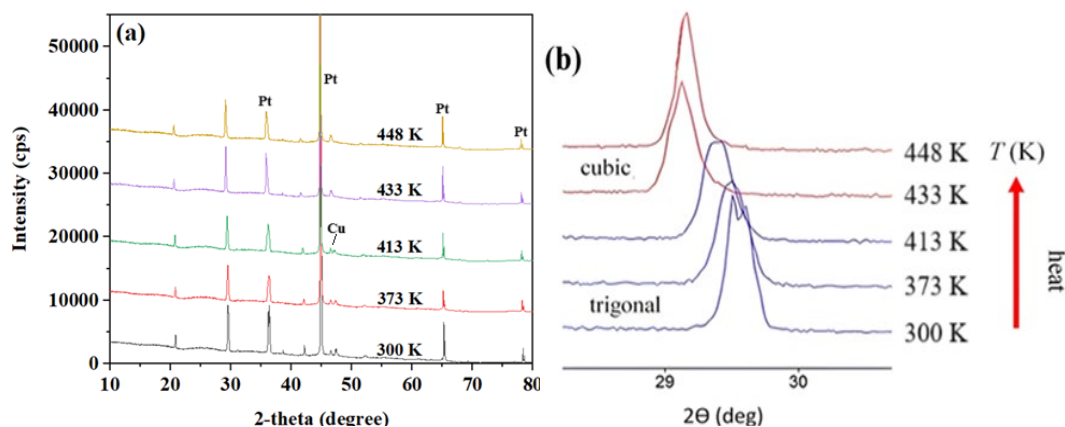 (a)
50000
40000
30000
20000
10000
0
Intensity (cps)
Pt
Pt
Pt
Pt
448 K
433 K
Cu
413 K
373 K
300 K
10 20 30 40 50 60 70 80
2-theta (degree)
(b)
448 K
T (K)
cubic
433 K
413 K
373 K
trigonal
300 K
heat
29 30
2Θ (deg)